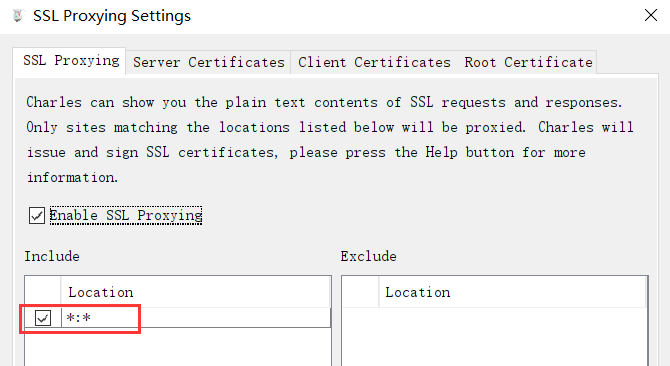 SSL Proxying Settings
SSL Proxying Server Certificates Client Certificates Root Certificate
Charles can show you the plain text contents of SSL requests and responses.
Only sites matching the locations listed below will be proxied. Charles will
issue and sign SSL certificates, please press the Help button for more
information.
Enable SSL Proxying
Include Exclude
Location Location
*:*